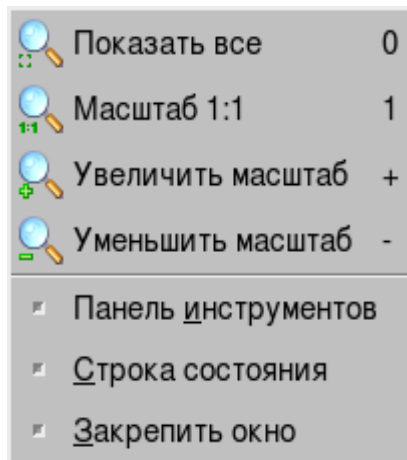 Показать все 0
Масштаб 1:1 1
Увеличить масштаб +
Уменьшить масштаб -
Панель инструментов
Строка состояния
Закрепить окно